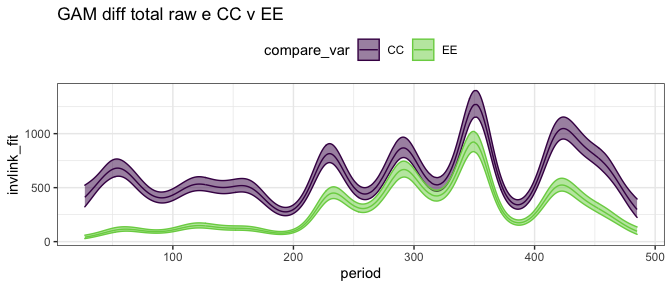 GAM diff total raw e CC v EE
compare_var CC EE
invlink_fit
1000
500
0
100 200 300 400 500
period